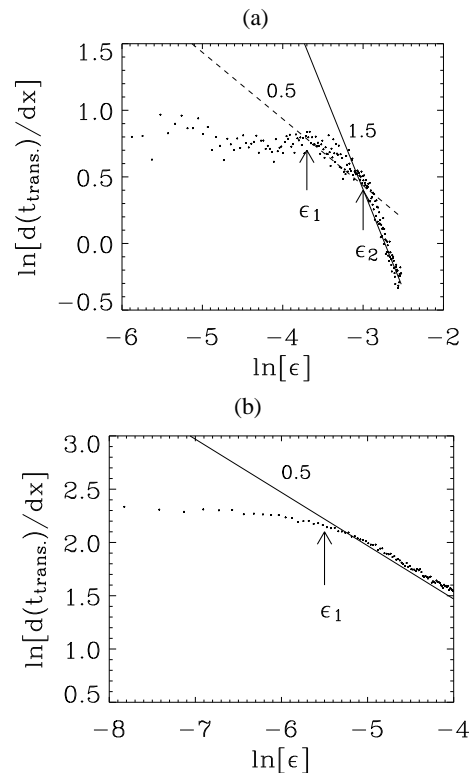 (a)
ln[d(t_trans.)/dx]
1.5
1.0
0.5
0.0
−0.5
0.5
1.5
ϵ₁
ϵ₂
−6 −5 −4 −3 −2
ln[ϵ]
(b)
ln[d(t_trans.)/dx]
3.0
2.5
2.0
1.5
1.0
0.5
0.5
ϵ₁
−8 −7 −6 −5 −4
ln[ϵ]